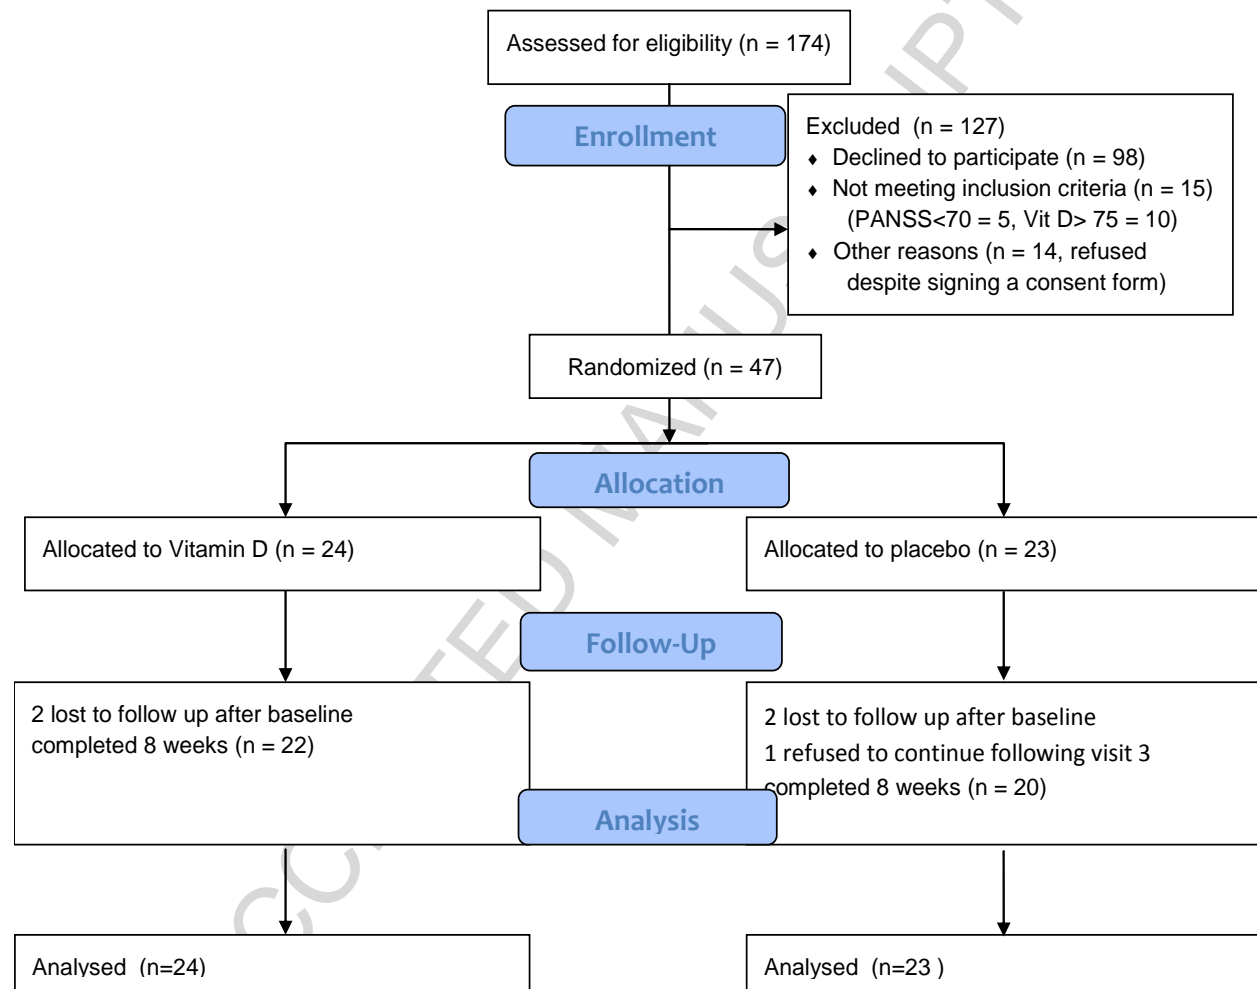 Assessed for eligibility (n = 174)
Enrollment
Excluded (n = 127)
♦ Declined to participate (n = 98)
♦ Not meeting inclusion criteria (n = 15)
(PANSS<70 = 5, Vit D> 75 = 10)
♦ Other reasons (n = 14, refused
despite signing a consent form)
Randomized (n = 47)
Allocation
Allocated to Vitamin D (n = 24)
Allocated to placebo (n = 23)
Follow-Up
2 lost to follow up after baseline
completed 8 weeks (n = 22)
2 lost to follow up after baseline
1 refused to continue following visit 3
completed 8 weeks (n = 20)
Analysis
Analysed (n=24)
Analysed (n=23 )